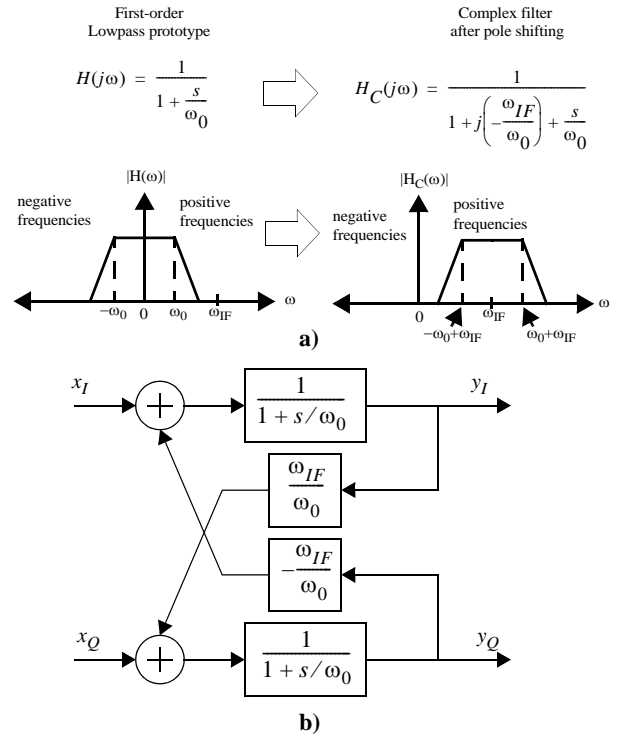 First-order
Lowpass prototype
H(jω) = 1 / (1 + s/ω0)
Complex filter
after pole shifting
HC(jω) = 1 / (1 + j(−ωIF/ω0) + s/ω0)
|H(ω)|
negative
frequencies
positive
frequencies
−ω0
0
ω0
ωIF
ω
|HC(ω)|
negative
frequencies
positive
frequencies
0
−ω0+ωIF
ωIF
ω0+ωIF
ω
a)
xI
+
1 / (1 + s/ω0)
yI
ωIF/ω0
−ωIF/ω0
xQ
+
1 / (1 + s/ω0)
yQ
b)